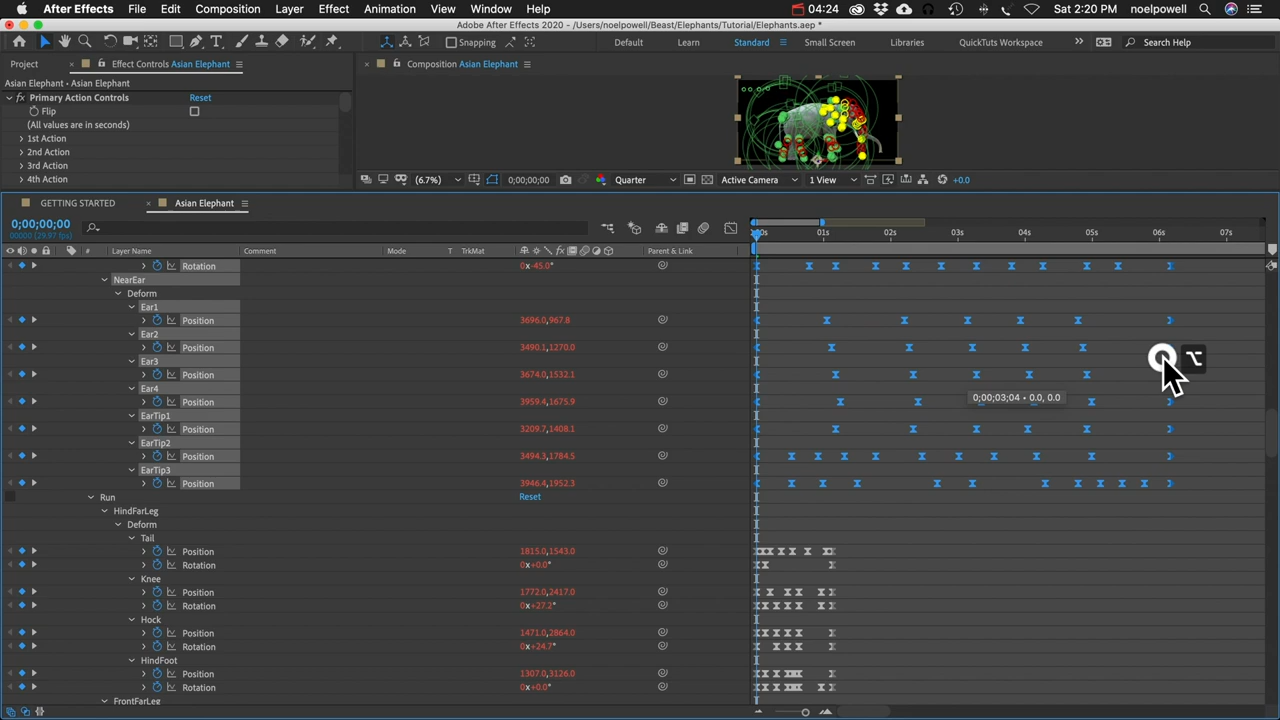 After Effects File Edit Composition Layer Effect Animation View Window Help 04:24 Sat 2:20 PM noelpowell
Adobe After Effects 2020 - /Users/noelpowell/Beast/Elephants/Tutorial/Elephants.aep *
Snapping Default Learn Standard Small Screen Libraries QuickTuts Workspace Search Help
Project Effect Controls Asian Elephant Composition Asian Elephant
Asian Elephant • Asian Elephant
fx Primary Action Controls Reset
Flip
(All values are in seconds)
1st Action
2nd Action
3rd Action
4th Action
(6.7%) 0;00;00;00 Quarter Active Camera 1 View +0.0
GETTING STARTED Asian Elephant
0;00;00;00
00000 (29.97 fps)
01s 02s 03s 04s 05s 06s 07s
# Layer Name Comment Mode T TrkMat Parent & Link
Rotation 0x-45.0°
NearEar
Deform
Ear1
Position 3696.0,967.8
Ear2
Position 3490.1,1270.0
Ear3
Position 3674.0,1532.1
Ear4
Position 3959.4,1675.9
0;00;03;04 • 0.0, 0.0
EarTip1
Position 3209.7,1408.1
EarTip2
Position 3494.3,1784.5
EarTip3
Position 3946.4,1952.3
Run Reset
HindFarLeg
Deform
Tail
Position 1815.0,1543.0
Rotation 0x+0.0°
Knee
Position 1772.0,2417.0
Rotation 0x+27.2°
Hock
Position 1471.0,2864.0
Rotation 0x+24.7°
HindFoot
Position 1307.0,3126.0
Rotation 0x+0.0°
FrontFarLeg